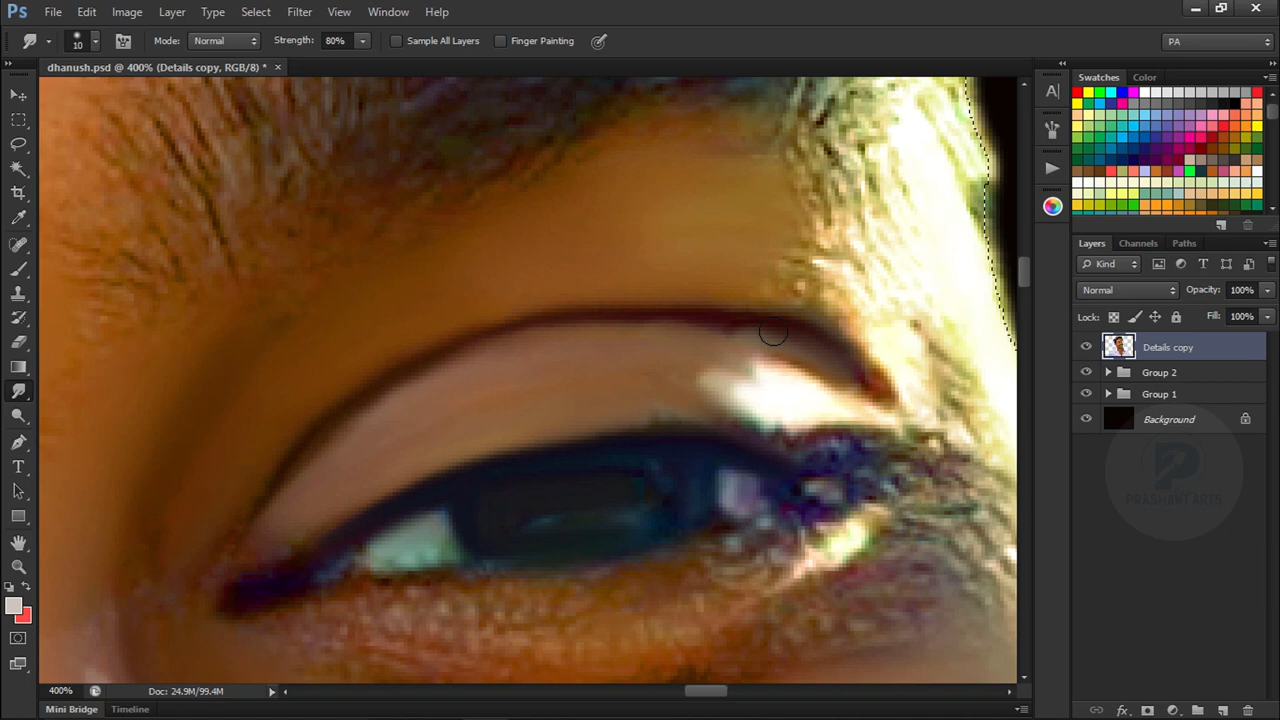 Ps File Edit Image Layer Type Select Filter View Window Help
10 Mode: Normal Strength: 80% Sample All Layers Finger Painting PA
dhanush.psd @ 400% (Details copy, RGB/8) * ×
Swatches Color
Layers Channels Paths
Kind
Normal Opacity: 100%
Lock: Fill: 100%
Details copy
Group 2
Group 1
Background
PRASHANT ARTS
400% Doc: 24.9M/99.4M
Mini Bridge Timeline